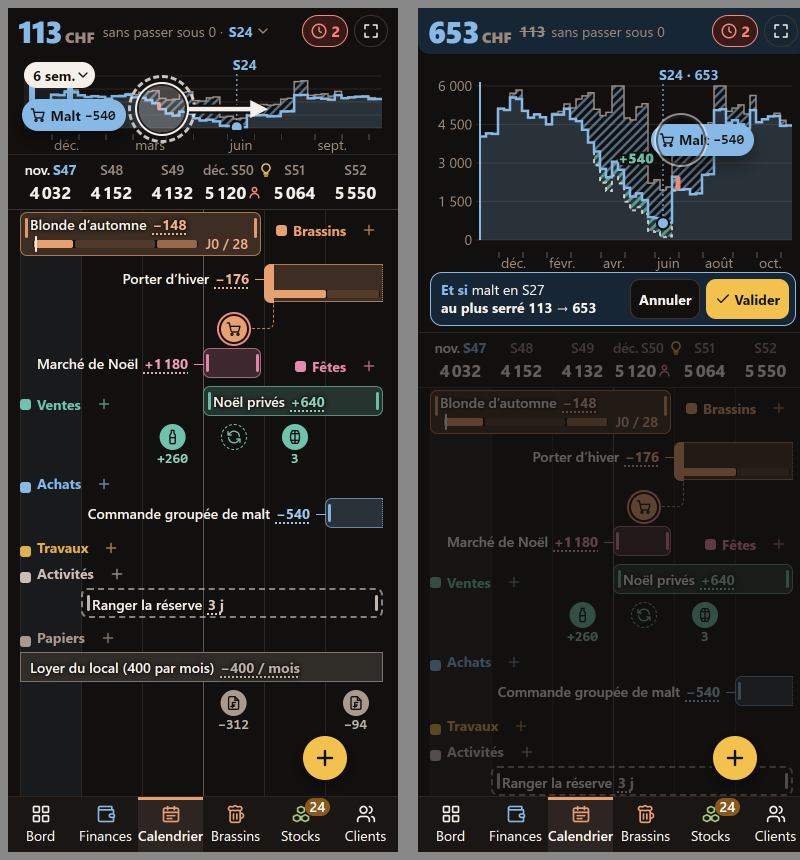 113 CHF sans passer sous 0 · S24
2
S24
6 sem.
Malt −540
déc. mars juin sept.
nov. S47 S48 S49 déc. S50 S51 S52
4 032 4 152 4 132 5 120 5 064 5 550
Blonde d'automne −148
J0 / 28
Brassins +
Porter d'hiver −176
Marché de Noël +1 180
Fêtes +
Ventes +
Noël privés +640
+260
3
Achats +
Commande groupée de malt −540
Travaux +
Activités +
Ranger la réserve 3 j
Papiers +
Loyer du local (400 par mois) −400 / mois
−312
−94
+
24
Bord Finances Calendrier Brassins Stocks Clients
653 CHF 113 sans passer sous 0
2
S24 · 653
6 000
4 500
3 000
1 500
0
Malt −540
+540
déc. févr. avr. juin août oct.
Et si malt en S27
au plus serré 113 → 653
Annuler
Valider
nov. S47 S48 S49 déc. S50 S51 S52
4 032 4 152 4 132 5 120 5 064 5 550
Blonde d'automne −148
J0 / 28
Brassins +
Porter d'hiver −176
Marché de Noël +1 180
Fêtes +
Ventes +
Noël privés +640
+260
3
Achats +
Commande groupée de malt −540
Travaux +
Activités +
Ranger la réserve 3 j
+
24
Bord Finances Calendrier Brassins Stocks Clients